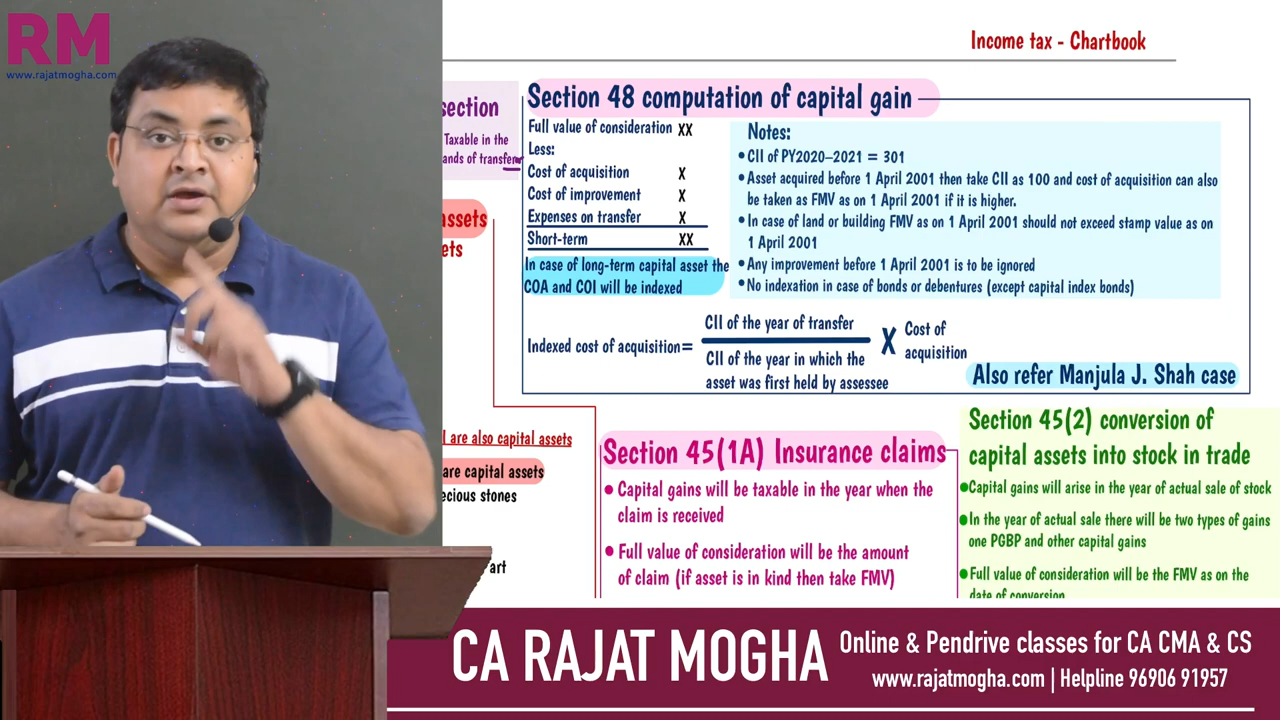 RM
www.rajatmogha.com
Income tax - Chartbook
section
Taxable in the
ands of transfer
assets
ets
Section 48 computation of capital gain
Full value of consideration XX
Less:
Cost of acquisition X
Cost of improvement X
Expenses on transfer X
Short-term XX
In case of long-term capital asset the
COA and COI will be indexed
Notes:
•CII of PY2020–2021 = 301
•Asset acquired before 1 April 2001 then take CII as 100 and cost of acquisition can also
be taken as FMV as on 1 April 2001 if it is higher.
•In case of land or building FMV as on 1 April 2001 should not exceed stamp value as on
1 April 2001
•Any improvement before 1 April 2001 is to be ignored
•No indexation in case of bonds or debentures (except capital index bonds)
Indexed cost of acquisition=
CII of the year of transfer
CII of the year in which the
asset was first held by assessee
X
Cost of
acquisition
Also refer Manjula J. Shah case
l are also capital assets
are capital assets
ecious stones
art
Section 45(1A) Insurance claims
• Capital gains will be taxable in the year when the
claim is received
• Full value of consideration will be the amount
of claim (if asset is in kind then take FMV)
Section 45(2) conversion of
capital assets into stock in trade
•Capital gains will arise in the year of actual sale of stock
•In the year of actual sale there will be two types of gains
one PGBP and other capital gains
•Full value of consideration will be the FMV as on the
date of conversion
CA RAJAT MOGHA
Online & Pendrive classes for CA CMA & CS
www.rajatmogha.com | Helpline 96906 91957